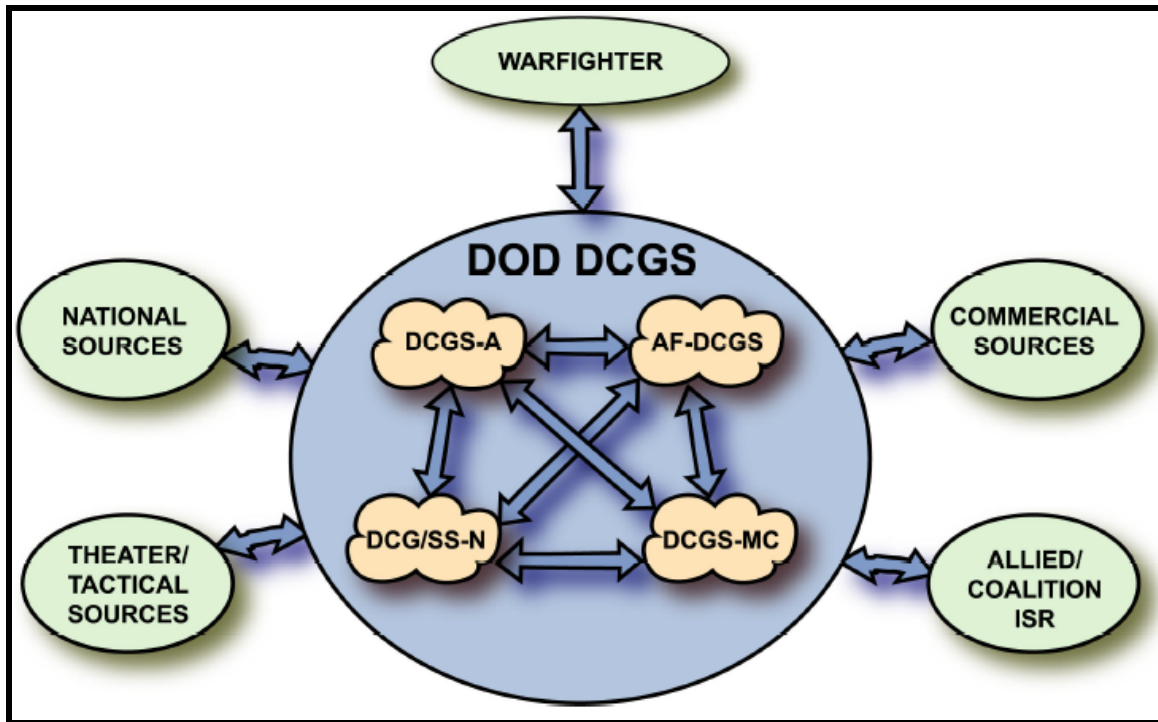 WARFIGHTER
DOD DCGS
NATIONAL
SOURCES
DCGS-A
AF-DCGS
COMMERCIAL
SOURCES
THEATER/
TACTICAL
SOURCES
DCG/SS-N
DCGS-MC
ALLIED/
COALITION
ISR